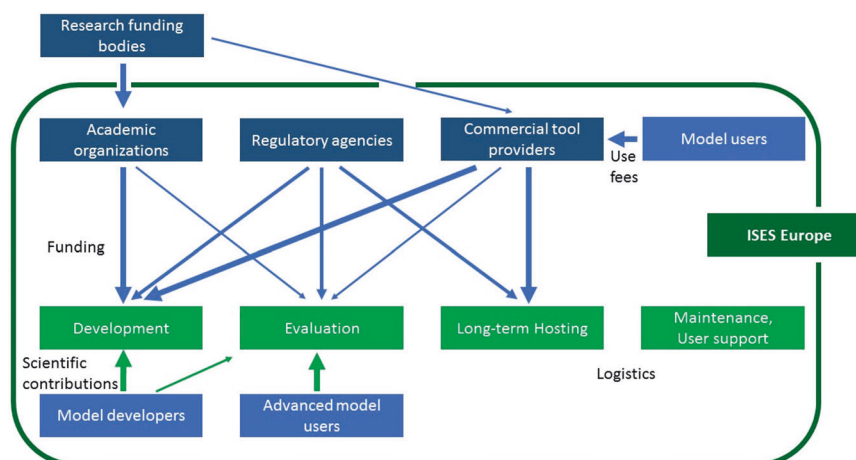 Research funding
bodies
Academic
organizations
Regulatory agencies
Commercial tool
providers
Model users
Use
fees
ISES Europe
Funding
Development
Evaluation
Long-term Hosting
Maintenance,
User support
Scientific
contributions
Logistics
Model developers
Advanced model
users